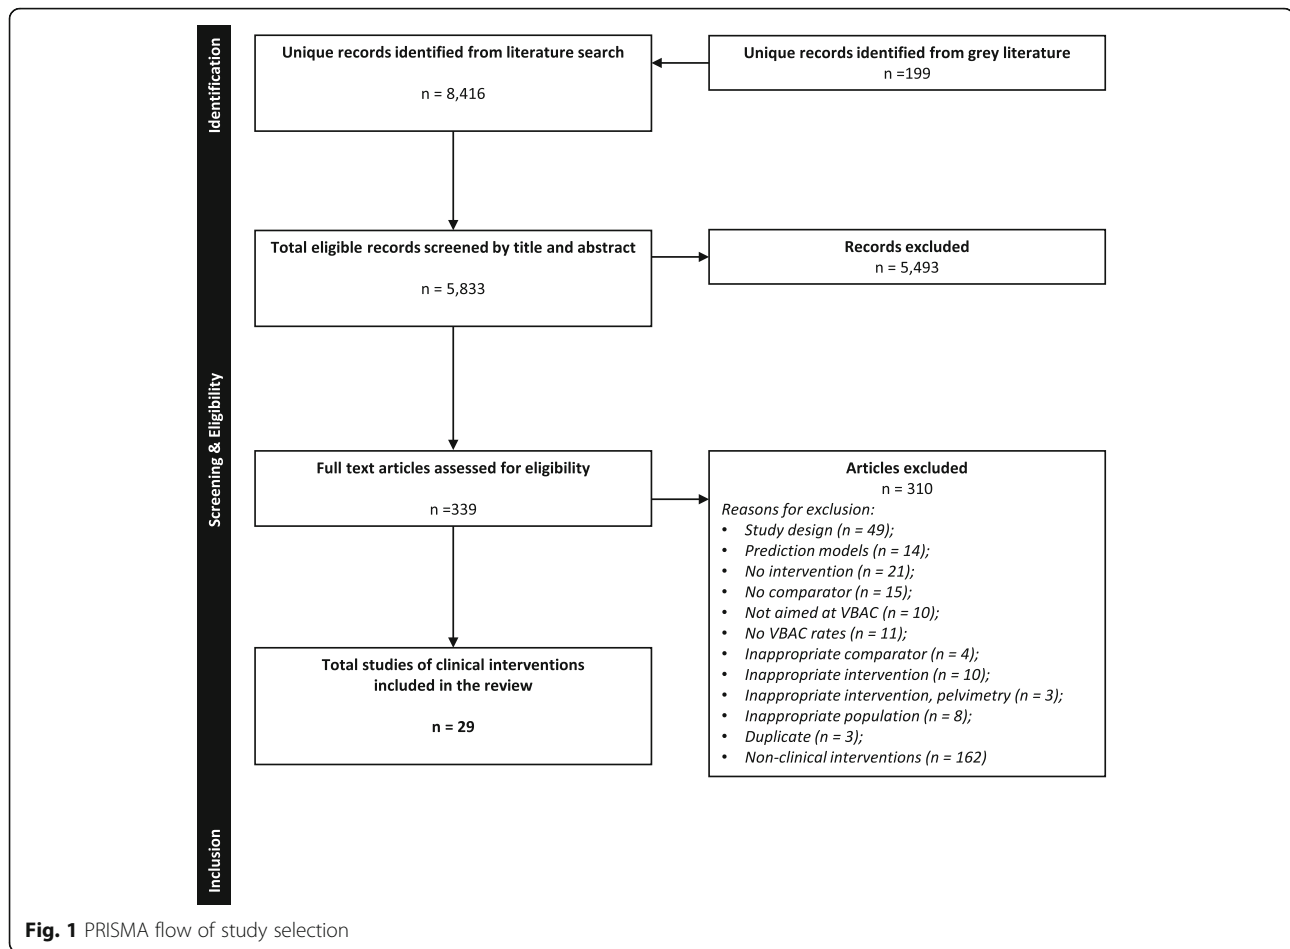 Identification
Unique records identified from literature search
n = 8,416
Unique records identified from grey literature
n =199
Screening & Eligibility
Total eligible records screened by title and abstract
n = 5,833
Records excluded
n = 5,493
Full text articles assessed for eligibility
n =339
Articles excluded
n = 310
Reasons for exclusion:
• Study design (n = 49);
• Prediction models (n = 14);
• No intervention (n = 21);
• No comparator (n = 15);
• Not aimed at VBAC (n = 10);
• No VBAC rates (n = 11);
• Inappropriate comparator (n = 4);
• Inappropriate intervention (n = 10);
• Inappropriate intervention, pelvimetry (n = 3);
• Inappropriate population (n = 8);
• Duplicate (n = 3);
• Non-clinical interventions (n = 162)
Total studies of clinical interventions
included in the review
n = 29
Inclusion
Fig. 1 PRISMA flow of study selection